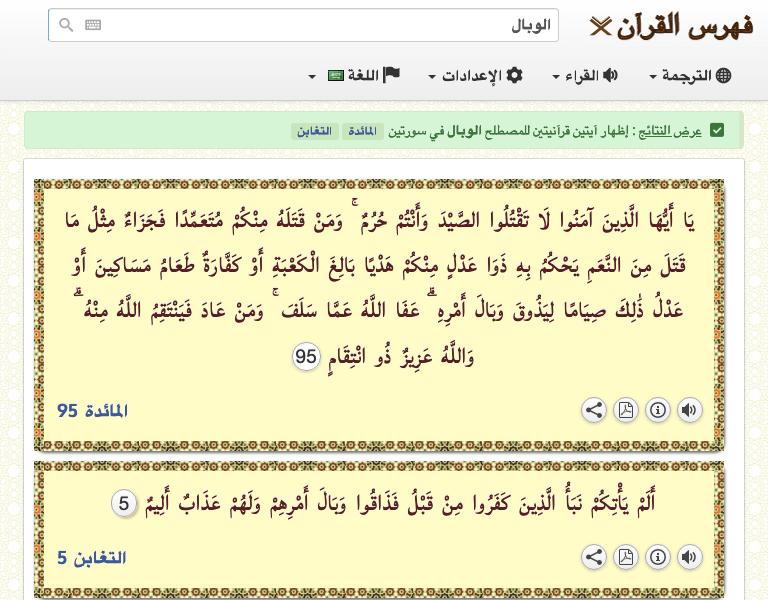 فهرس القرآن
الوبال
الترجمة
القراء
الإعدادات
اللغة
عرض النتائج : إظهار آيتين قرآنيتين للمصطلح الوبال في سورتين المائدة التغابن
يَا أَيُّهَا الَّذِينَ آمَنُوا لَا تَقْتُلُوا الصَّيْدَ وَأَنْتُمْ حُرُمٌ ۚ وَمَنْ قَتَلَهُ مِنْكُمْ مُتَعَمِّدًا فَجَزَاءٌ مِثْلُ مَا
قَتَلَ مِنَ النَّعَمِ يَحْكُمُ بِهِ ذَوَا عَدْلٍ مِنْكُمْ هَدْيًا بَالِغَ الْكَعْبَةِ أَوْ كَفَّارَةٌ طَعَامُ مَسَاكِينَ أَوْ
عَدْلُ ذَٰلِكَ صِيَامًا لِيَذُوقَ وَبَالَ أَمْرِهِ ۗ عَفَا اللَّهُ عَمَّا سَلَفَ ۚ وَمَنْ عَادَ فَيَنْتَقِمُ اللَّهُ مِنْهُ ۗ
وَاللَّهُ عَزِيزٌ ذُو انْتِقَامٍ 95
المائدة 95
أَلَمْ يَأْتِكُمْ نَبَأُ الَّذِينَ كَفَرُوا مِنْ قَبْلُ فَذَاقُوا وَبَالَ أَمْرِهِمْ وَلَهُمْ عَذَابٌ أَلِيمٌ 5
التغابن 5